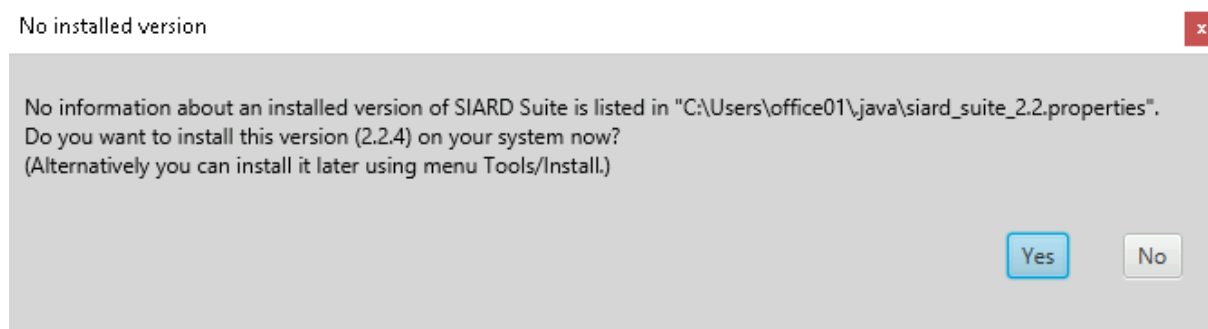 No installed version
x
No information about an installed version of SIARD Suite is listed in "C:\Users\office01\.java\siard_suite_2.2.properties".
Do you want to install this version (2.2.4) on your system now?
(Alternatively you can install it later using menu Tools/Install.)
Yes No